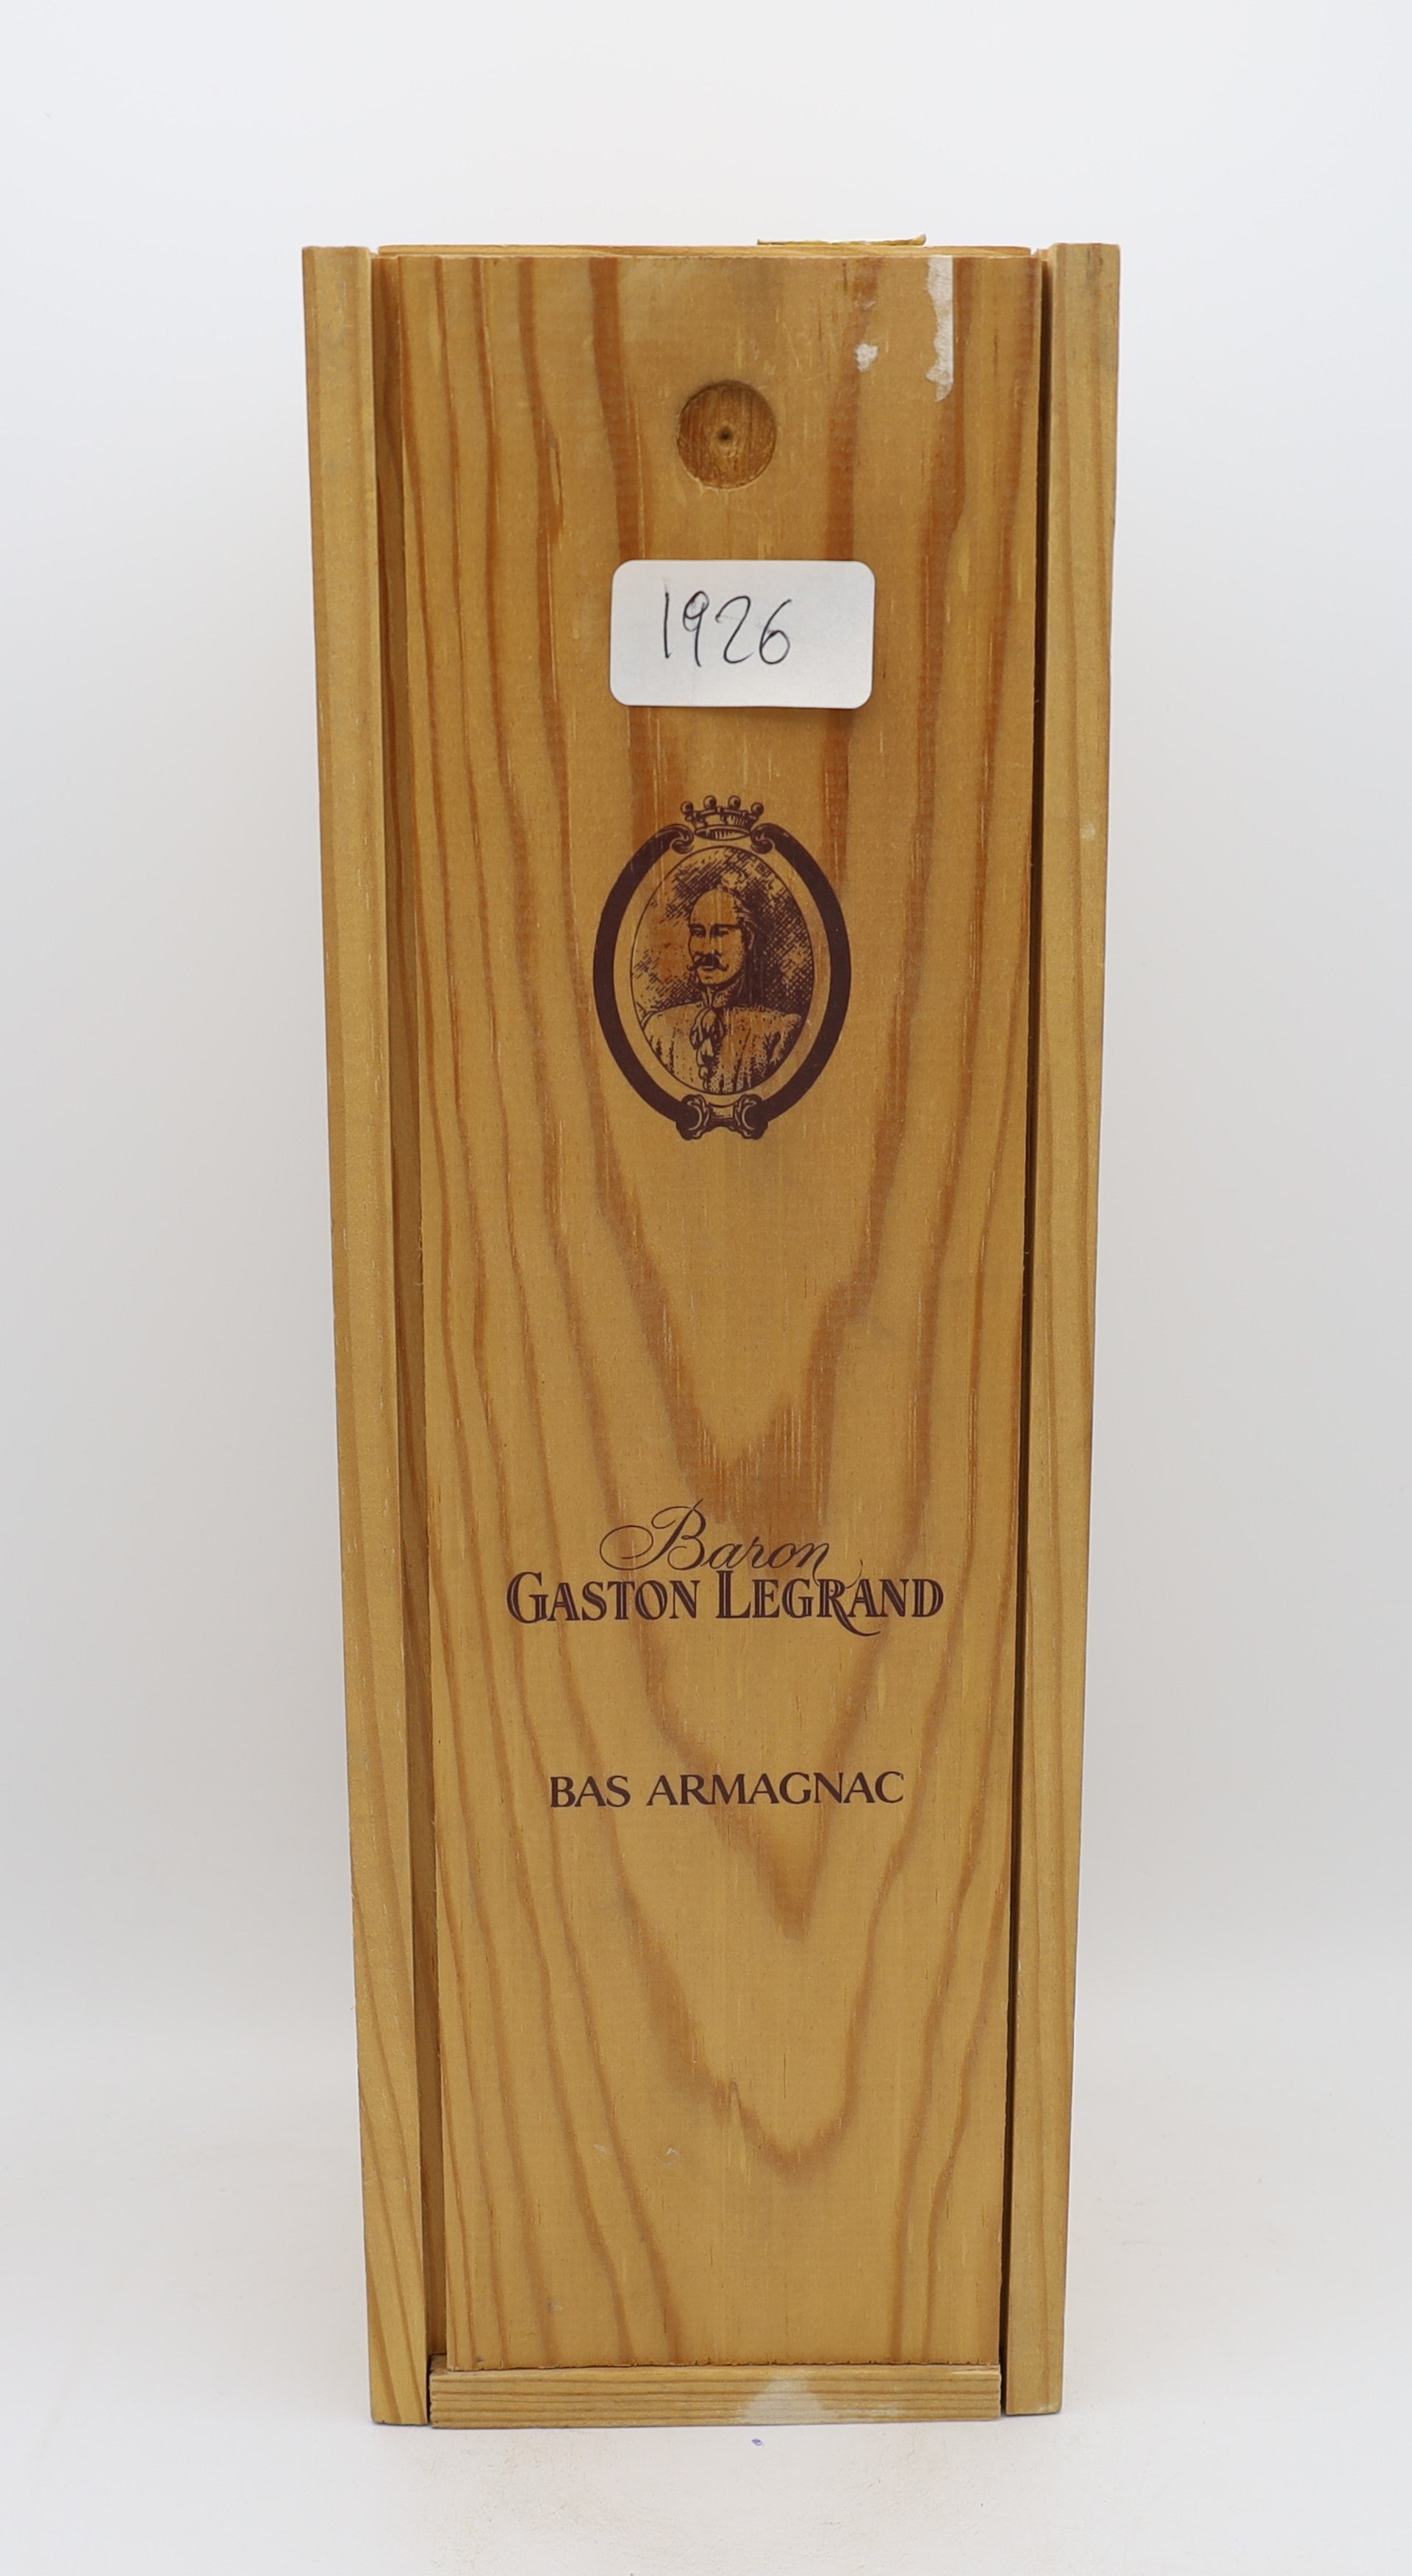 1926
Baron
GASTON LEGRAND
BAS ARMAGNAC